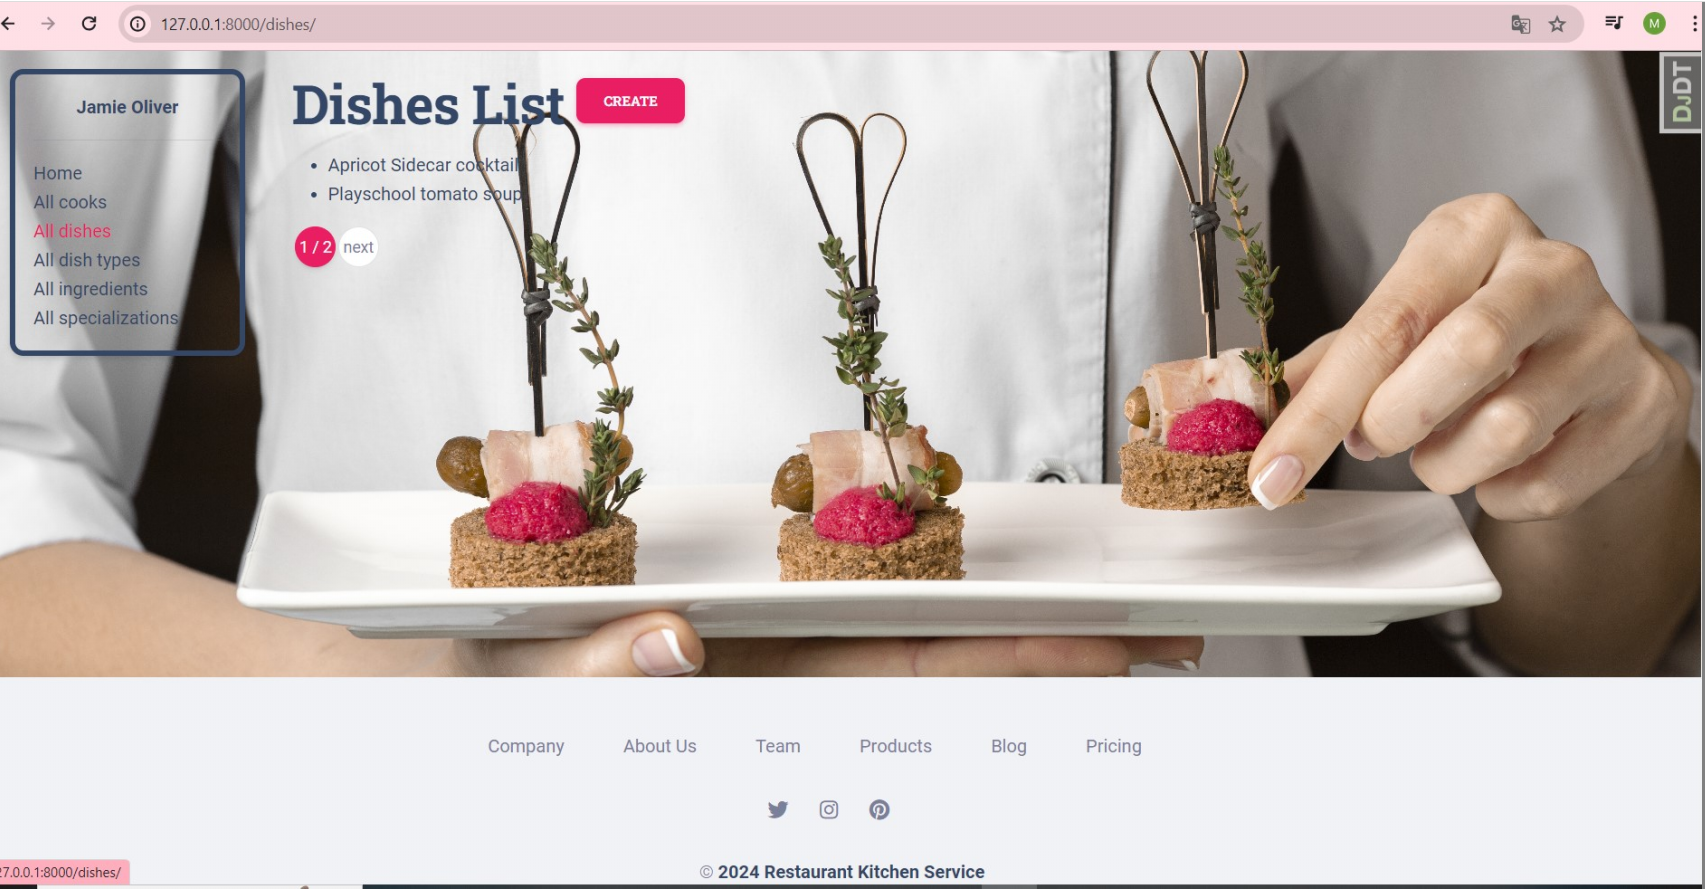 127.0.0.1:8000/dishes/
M
DJDT
Jamie Oliver
Home
All cooks
All dishes
All dish types
All ingredients
All specializations
Dishes List
CREATE
Apricot Sidecar cocktail
Playschool tomato soup
1 / 2 next
Company About Us Team Products Blog Pricing
© 2024 Restaurant Kitchen Service
27.0.0.1:8000/dishes/